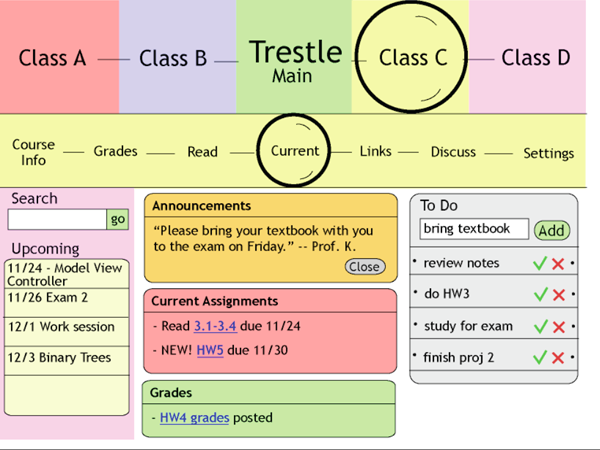 Class A
Class B
Trestle
Main
Class C
Class D
Course
Info
Grades
Read
Current
Links
Discuss
Settings
Search
go
Upcoming
11/24 - Model View
Controller
11/26 Exam 2
12/1 Work session
12/3 Binary Trees
Announcements
“Please bring your textbook with you
to the exam on Friday.” -- Prof. K.
Close
Current Assignments
- Read 3.1-3.4 due 11/24
- NEW! HW5 due 11/30
Grades
- HW4 grades posted
To Do
bring textbook Add
• review notes
• do HW3
• study for exam
• finish proj 2